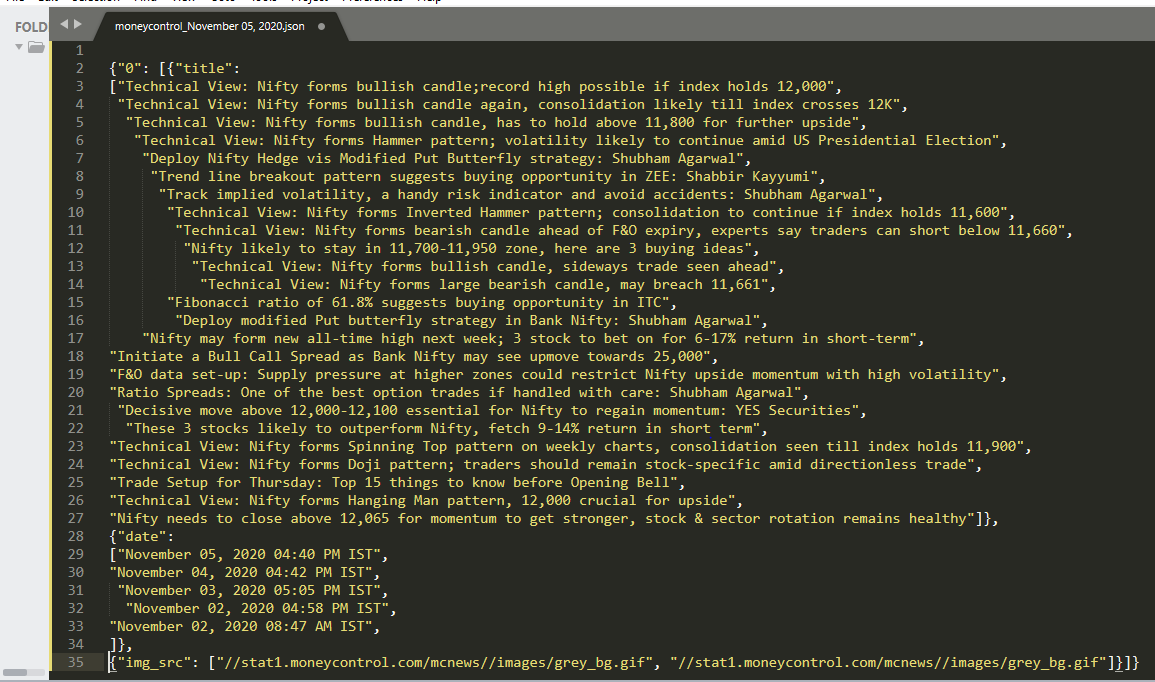 FOLD
moneycontrol_November 05, 2020.json
1
2 {"0": [{"title":
3 ["Technical View: Nifty forms bullish candle;record high possible if index holds 12,000",
4 "Technical View: Nifty forms bullish candle again, consolidation likely till index crosses 12K",
5 "Technical View: Nifty forms bullish candle, has to hold above 11,800 for further upside",
6 "Technical View: Nifty forms Hammer pattern; volatility likely to continue amid US Presidential Election",
7 "Deploy Nifty Hedge vis Modified Put Butterfly strategy: Shubham Agarwal",
8 "Trend line breakout pattern suggests buying opportunity in ZEE: Shabbir Kayyumi",
9 "Track implied volatility, a handy risk indicator and avoid accidents: Shubham Agarwal",
10 "Technical View: Nifty forms Inverted Hammer pattern; consolidation to continue if index holds 11,600",
11 "Technical View: Nifty forms bearish candle ahead of F&O expiry, experts say traders can short below 11,660",
12 "Nifty likely to stay in 11,700-11,950 zone, here are 3 buying ideas",
13 "Technical View: Nifty forms bullish candle, sideways trade seen ahead",
14 "Technical View: Nifty forms large bearish candle, may breach 11,661",
15 "Fibonacci ratio of 61.8% suggests buying opportunity in ITC",
16 "Deploy modified Put butterfly strategy in Bank Nifty: Shubham Agarwal",
17 "Nifty may form new all-time high next week; 3 stock to bet on for 6-17% return in short-term",
18 "Initiate a Bull Call Spread as Bank Nifty may see upmove towards 25,000",
19 "F&O data set-up: Supply pressure at higher zones could restrict Nifty upside momentum with high volatility",
20 "Ratio Spreads: One of the best option trades if handled with care: Shubham Agarwal",
21 "Decisive move above 12,000-12,100 essential for Nifty to regain momentum: YES Securities",
22 "These 3 stocks likely to outperform Nifty, fetch 9-14% return in short term",
23 "Technical View: Nifty forms Spinning Top pattern on weekly charts, consolidation seen till index holds 11,900",
24 "Technical View: Nifty forms Doji pattern; traders should remain stock-specific amid directionless trade",
25 "Trade Setup for Thursday: Top 15 things to know before Opening Bell",
26 "Technical View: Nifty forms Hanging Man pattern, 12,000 crucial for upside",
27 "Nifty needs to close above 12,065 for momentum to get stronger, stock & sector rotation remains healthy"]},
28 {"date":
29 ["November 05, 2020 04:40 PM IST",
30 "November 04, 2020 04:42 PM IST",
31 "November 03, 2020 05:05 PM IST",
32 "November 02, 2020 04:58 PM IST",
33 "November 02, 2020 08:47 AM IST",
34 ]},
35 {"img_src": ["//stat1.moneycontrol.com/mcnews//images/grey_bg.gif", "//stat1.moneycontrol.com/mcnews//images/grey_bg.gif"]}]}